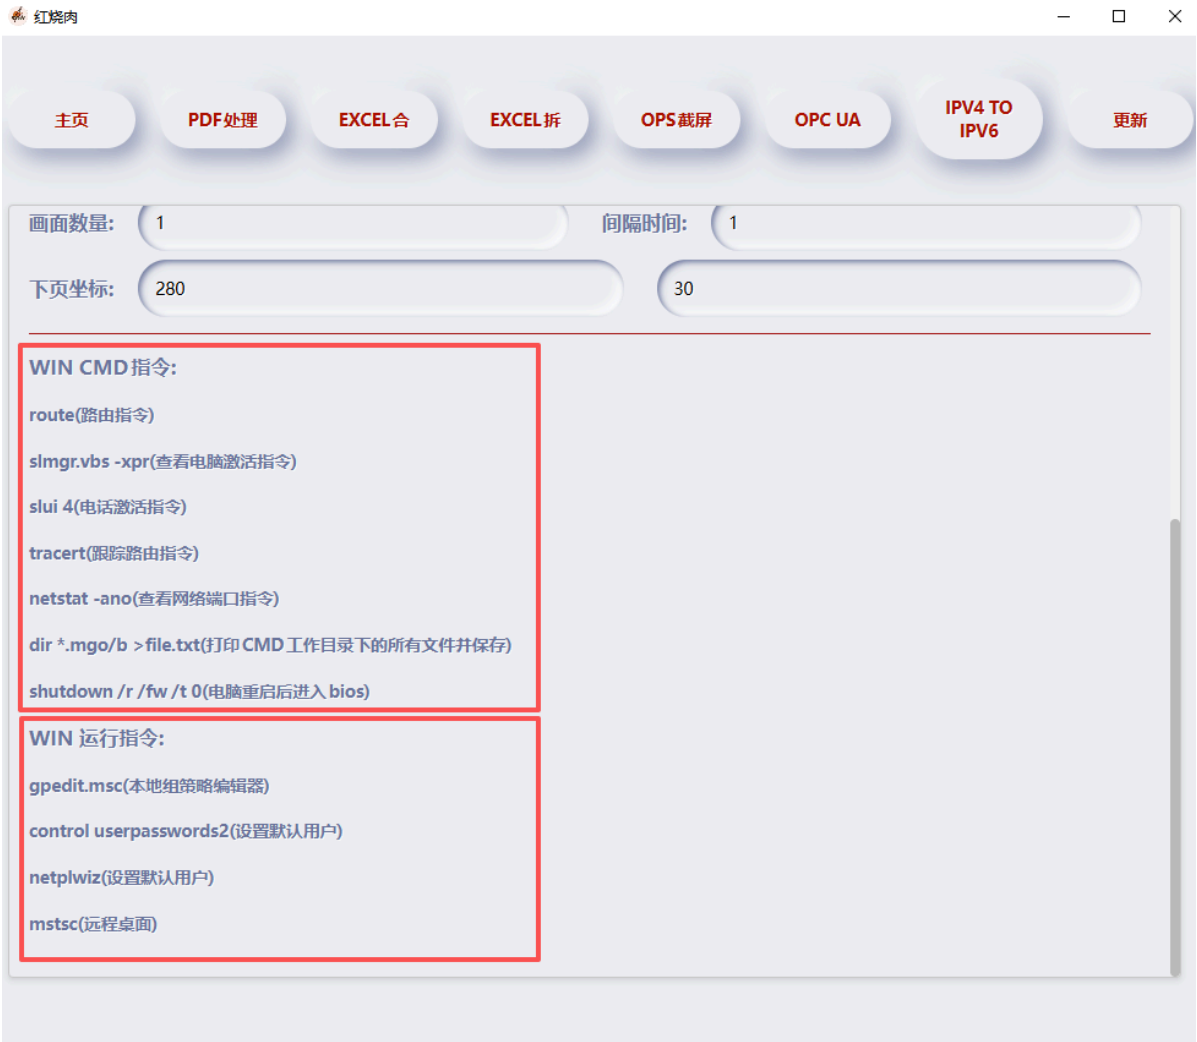 红烧肉
主页
PDF处理
EXCEL合
EXCEL拆
OPS截屏
OPC UA
IPV4 TO
IPV6
更新
画面数量: 1 间隔时间: 1
下页坐标: 280 30
WIN CMD指令:
route(路由指令)
slmgr.vbs -xpr(查看电脑激活指令)
slui 4(电话激活指令)
tracert(跟踪路由指令)
netstat -ano(查看网络端口指令)
dir *.mgo/b >file.txt(打印CMD工作目录下的所有文件并保存)
shutdown /r /fw /t 0(电脑重启后进入bios)
WIN 运行指令:
gpedit.msc(本地组策略编辑器)
control userpasswords2(设置默认用户)
netplwiz(设置默认用户)
mstsc(远程桌面)